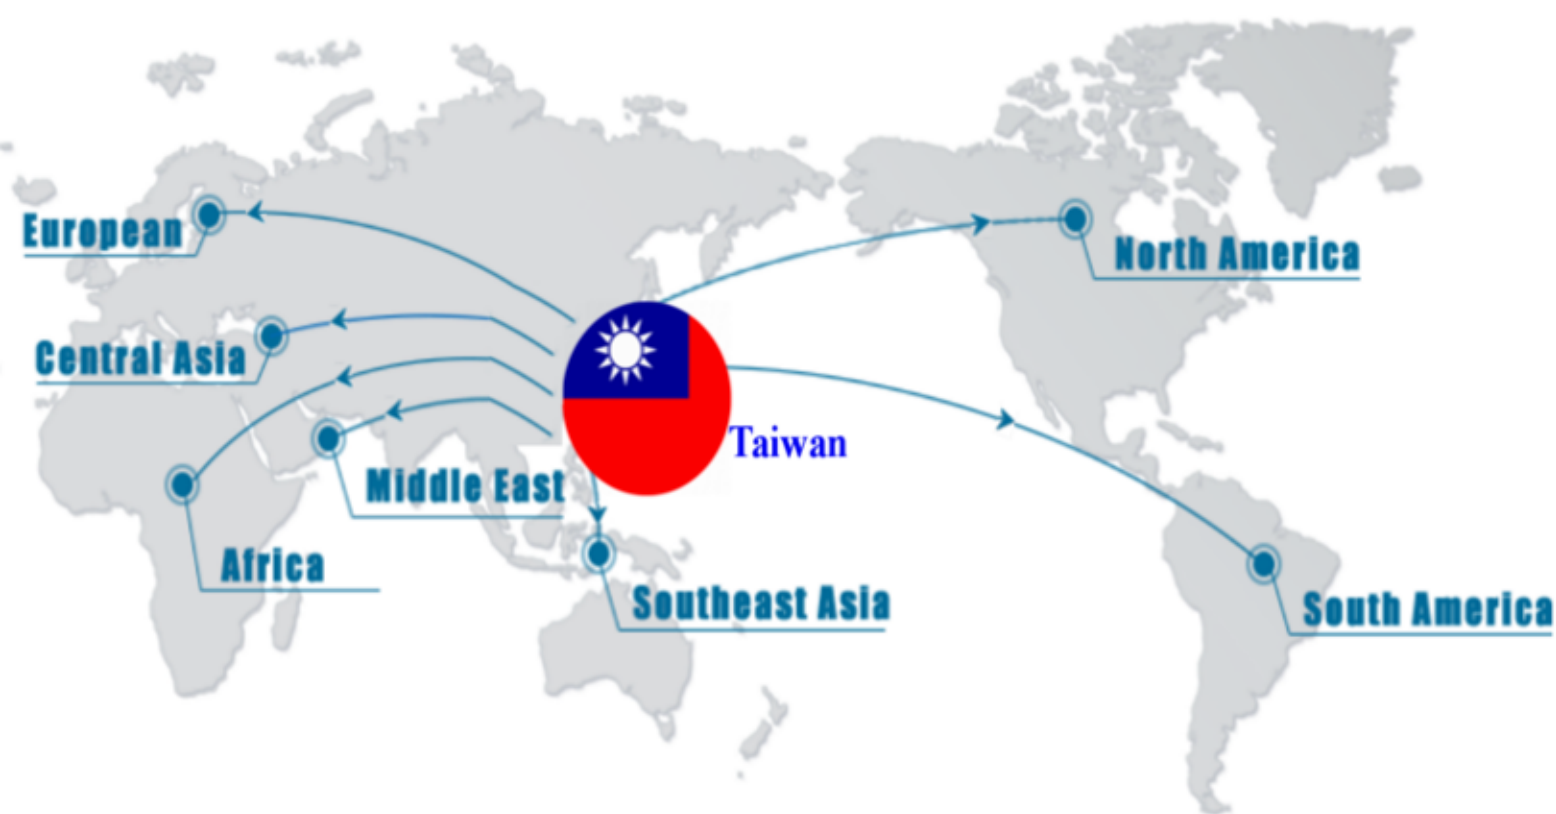 European
North America
Central Asia
Taiwan
Middle East
Africa
Southeast Asia
South America